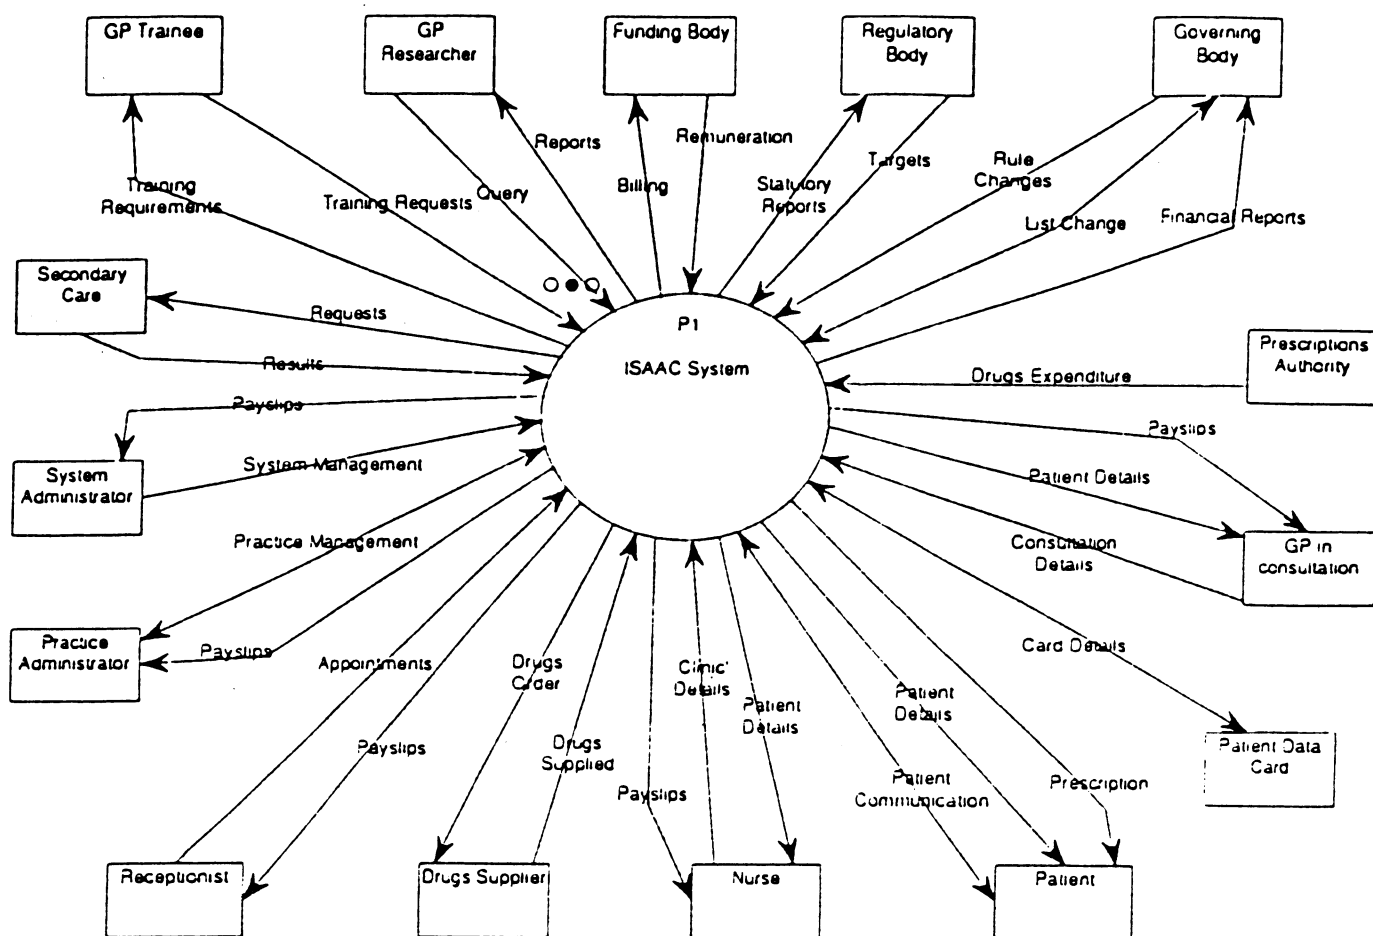 GP Trainee
GP
Researcher
Funding Body
Regulatory
Body
Governing
Body
Reports
Remuneration
Training
Requirements
Training Requests
Query
Billing
Statutory
Reports
Targets
Rule
Changes
List Change
Financial Reports
Secondary
Care
Requests
Results
P1
ISAAC System
Prescriptions
Authority
Drugs Expenditure
Payslips
Payslips
System
Administrator
System Management
Patient Details
Practice Management
Consultation
Details
GP in
consultation
Practice
Administrator
Payslips
Appointments
Drugs
Order
Clinic
Details
Patient
Details
Patient
Details
Card Details
Payslips
Drugs
Supplied
Payslips
Patient
Communication
Prescription
Patient Data
Card
Receptionist
Drugs Supplier
Nurse
Patient